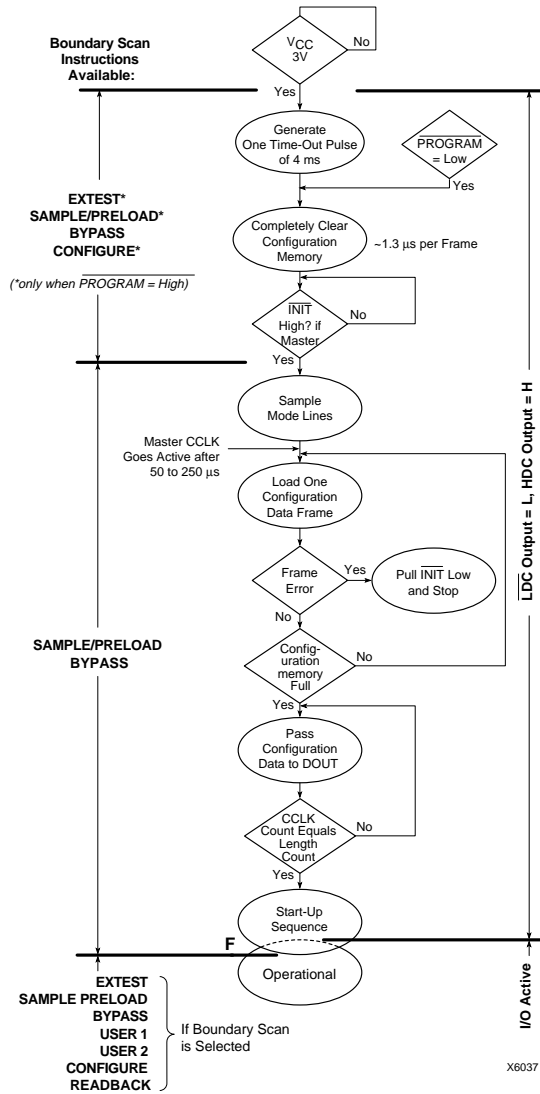 Boundary Scan
Instructions
Available:
VCC
3V
No
Yes
Generate
One Time-Out Pulse
of 4 ms
PROGRAM
= Low
Yes
EXTEST*
SAMPLE/PRELOAD*
BYPASS
CONFIGURE*
(*only when PROGRAM = High)
Completely Clear
Configuration
Memory
~1.3 µs per Frame
INIT
High? if
Master
No
Yes
Sample
Mode Lines
Master CCLK
Goes Active after
50 to 250 µs
Load One
Configuration
Data Frame
LDC Output = L, HDC Output = H
Frame
Error
Yes
No
Pull INIT Low
and Stop
SAMPLE/PRELOAD
BYPASS
Config-
uration
memory
Full
No
Yes
Pass
Configuration
Data to DOUT
CCLK
Count Equals
Length
Count
No
Yes
Start-Up
Sequence
F
Operational
I/O Active
EXTEST
SAMPLE PRELOAD
BYPASS
USER 1
USER 2
CONFIGURE
READBACK
If Boundary Scan
is Selected
X6037